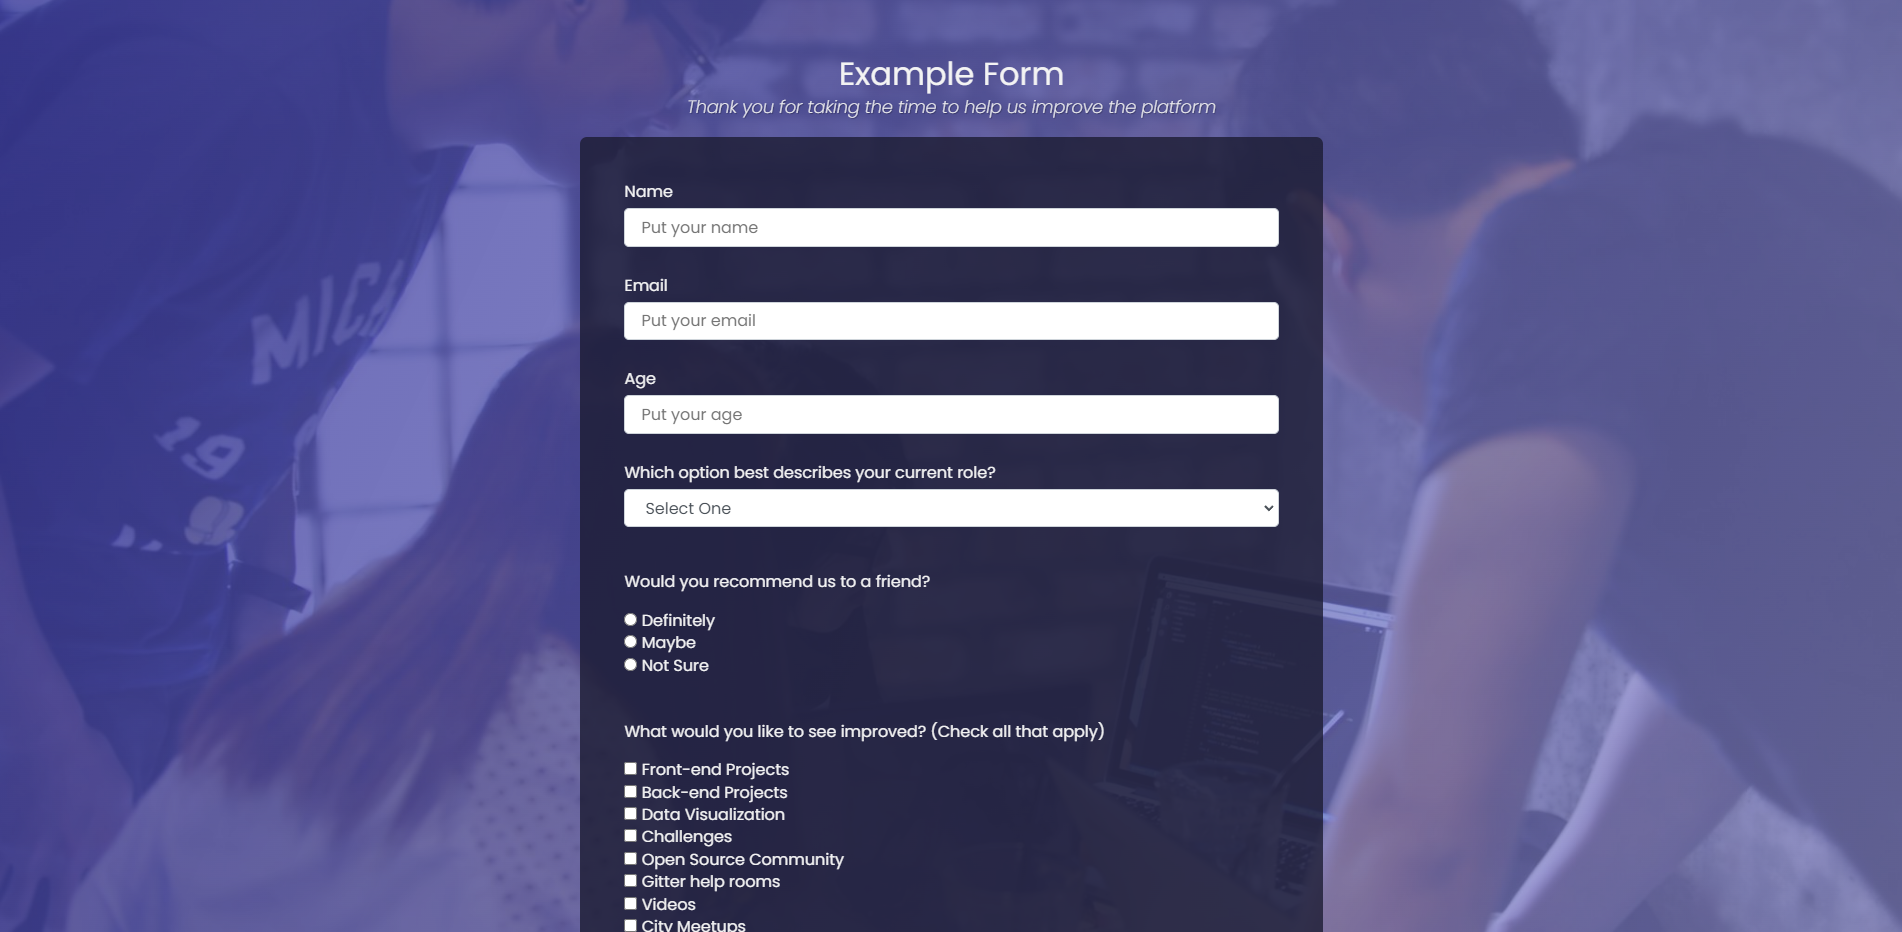 Example Form
Thank you for taking the time to help us improve the platform
Name
Put your name
Email
Put your email
Age
Put your age
Which option best describes your current role?
Select One
Would you recommend us to a friend?
Definitely
Maybe
Not Sure
What would you like to see improved? (Check all that apply)
Front-end Projects
Back-end Projects
Data Visualization
Challenges
Open Source Community
Gitter help rooms
Videos
City Meetups
MICH
19